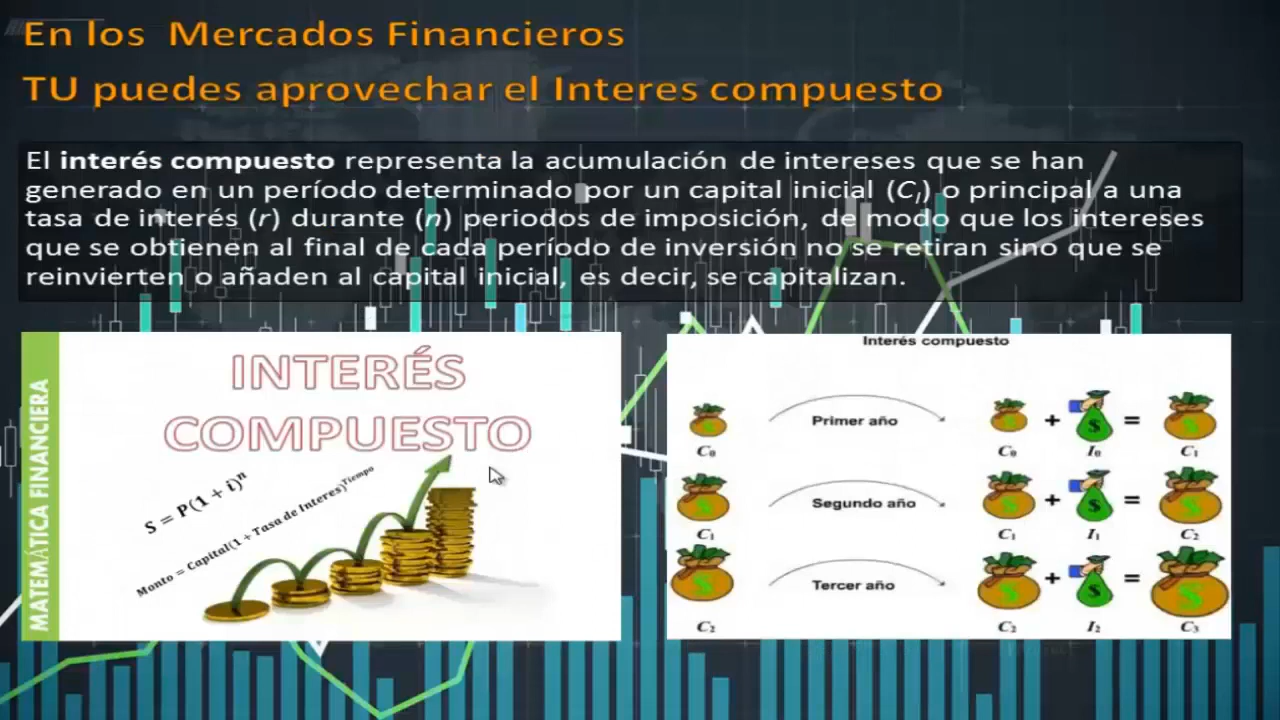 En los Mercados Financieros
TU puedes aprovechar el Interes compuesto
El interés compuesto representa la acumulación de intereses que se han
generado en un período determinado por un capital inicial (CI) o principal a una
tasa de interés (r) durante (n) periodos de imposición, de modo que los intereses
que se obtienen al final de cada período de inversión no se retiran sino que se
reinvierten o añaden al capital inicial, es decir, se capitalizan.
MATEMÁTICA FINANCIERA
INTERÉS
COMPUESTO
S = P(1 + i)^n
Monto = Capital(1 + Tasa de Interes)^Tiempo
Interés compuesto
Primer año + =
C₀ C₀ I₀ C₁
Segundo año + =
C₁ C₁ I₁ C₂
Tercer año + =
C₂ C₂ I₂ C₃